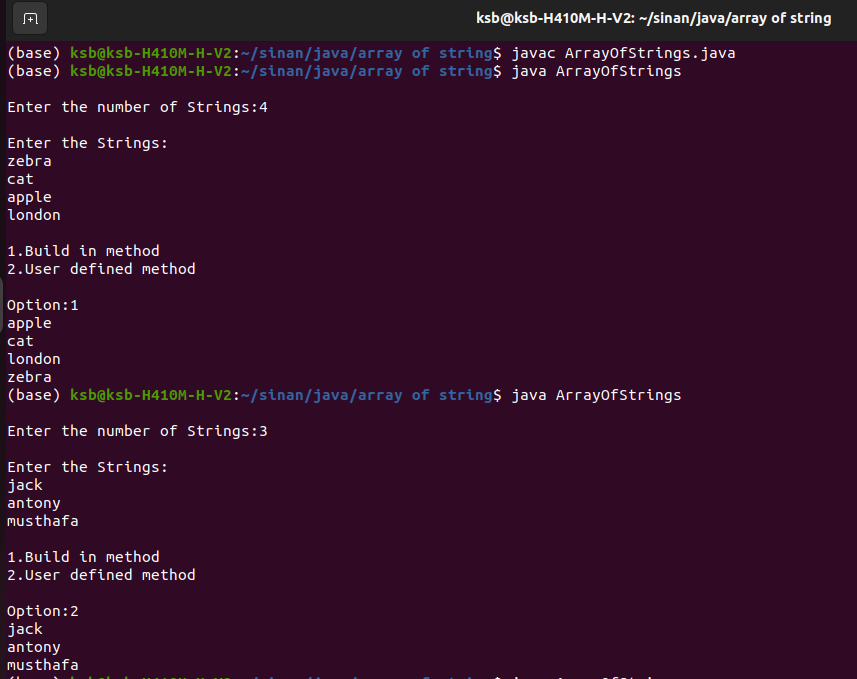 ksb@ksb-H410M-H-V2: ~/sinan/java/array of string
(base) ksb@ksb-H410M-H-V2:~/sinan/java/array of string$ javac ArrayOfStrings.java
(base) ksb@ksb-H410M-H-V2:~/sinan/java/array of string$ java ArrayOfStrings
Enter the number of Strings:4
Enter the Strings:
zebra
cat
apple
london
1.Build in method
2.User defined method
Option:1
apple
cat
london
zebra
(base) ksb@ksb-H410M-H-V2:~/sinan/java/array of string$ java ArrayOfStrings
Enter the number of Strings:3
Enter the Strings:
jack
antony
musthafa
1.Build in method
2.User defined method
Option:2
jack
antony
musthafa